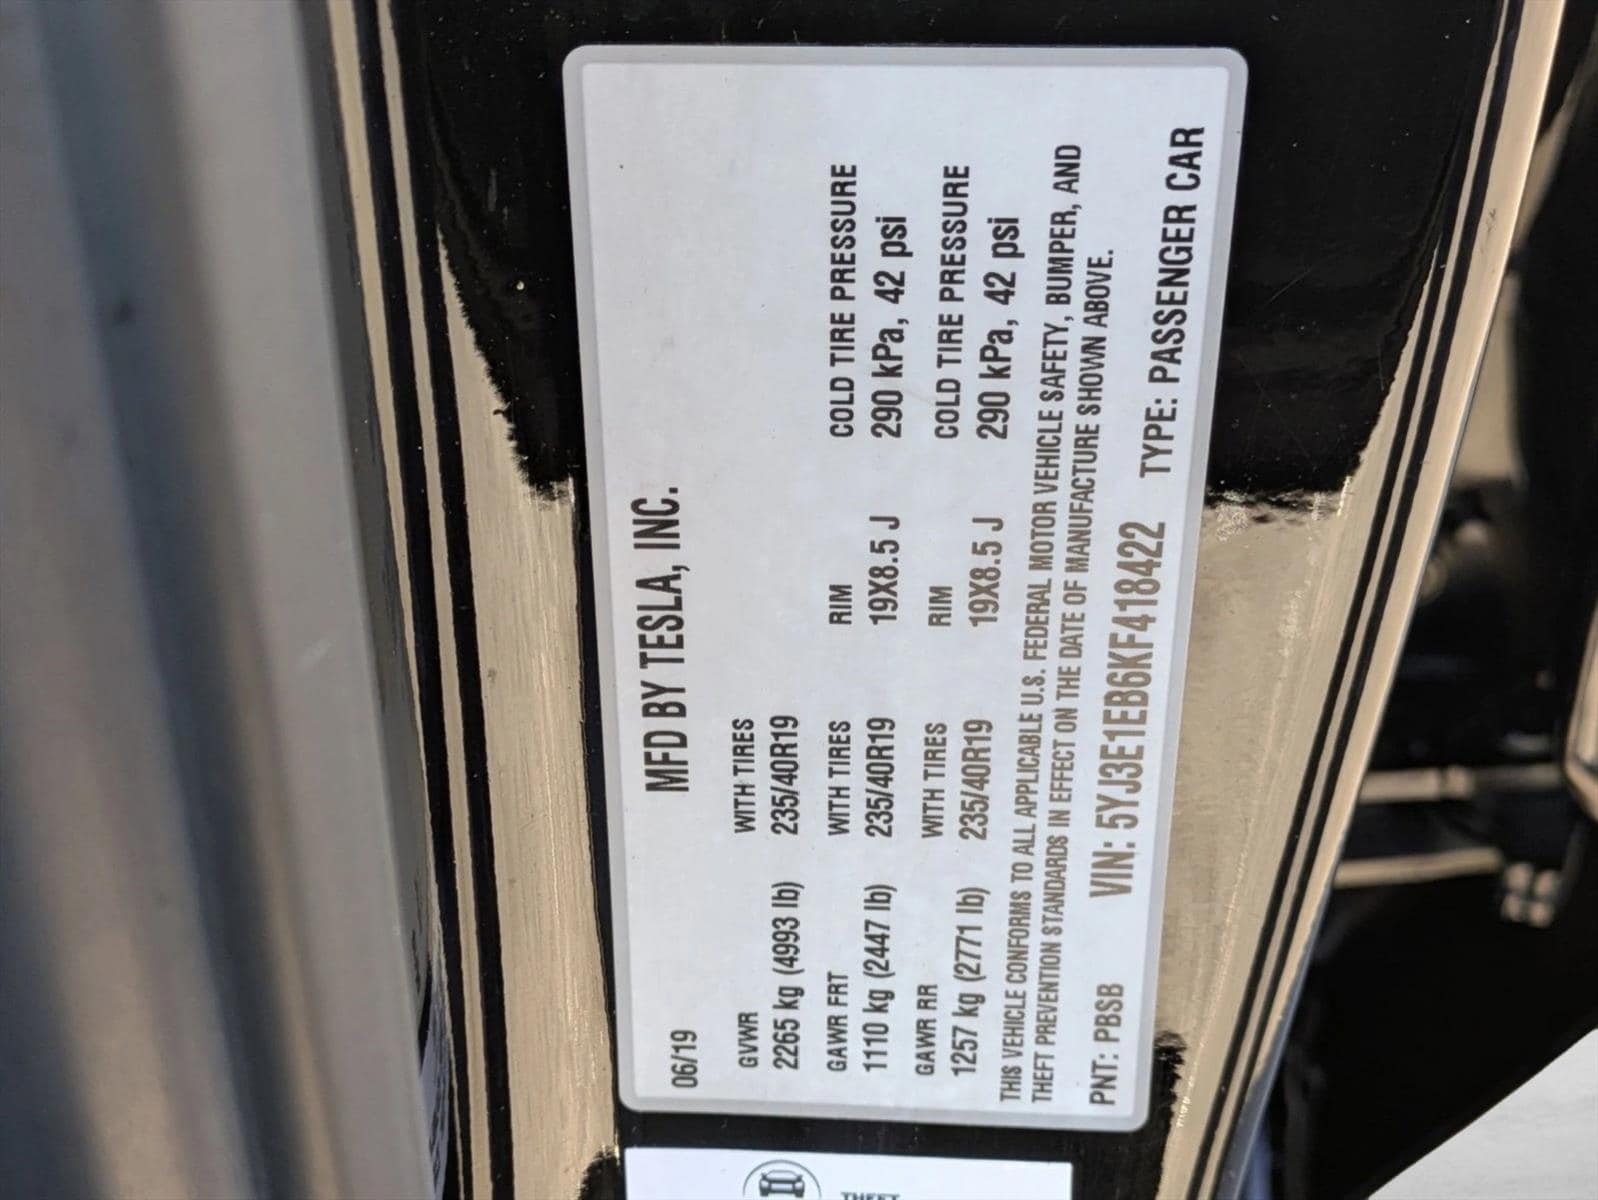 06/19 MFD BY TESLA, INC.
GVWR WITH TIRES
2265 kg (4993 lb) 235/40R19
GAWR FRT WITH TIRES RIM COLD TIRE PRESSURE
1110 kg (2447 lb) 235/40R19 19X8.5 J 290 kPa, 42 psi
GAWR RR WITH TIRES RIM COLD TIRE PRESSURE
1257 kg (2771 lb) 235/40R19 19X8.5 J 290 kPa, 42 psi
THIS VEHICLE CONFORMS TO ALL APPLICABLE U.S. FEDERAL MOTOR VEHICLE SAFETY, BUMPER, AND
THEFT PREVENTION STANDARDS IN EFFECT ON THE DATE OF MANUFACTURE SHOWN ABOVE.
PNT: PBSB VIN: 5YJ3E1EB6KF418422 TYPE: PASSENGER CAR
THEFT